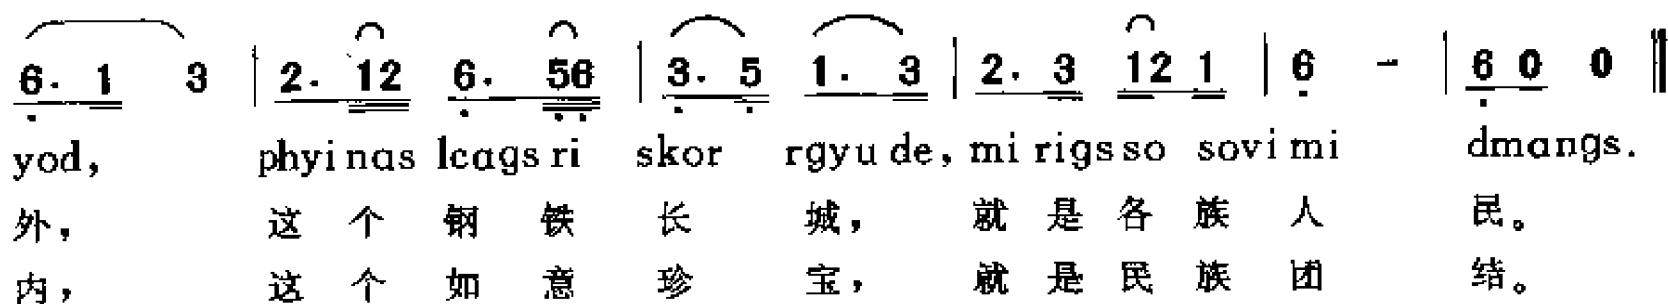 6· 1 3 | 2· 12 6· 56 | 3· 5 1· 3 | 2· 3 12 1 | 6 - | 6 0 0 ‖
yod, phyi nas lcags ri skor rgyu de, mi rigs so sovi mi dmangs.
外， 这 个 钢 铁 长 城， 就 是 各 族 人 民。
内， 这 个 如 意 珍 宝， 就 是 民 族 团 结。